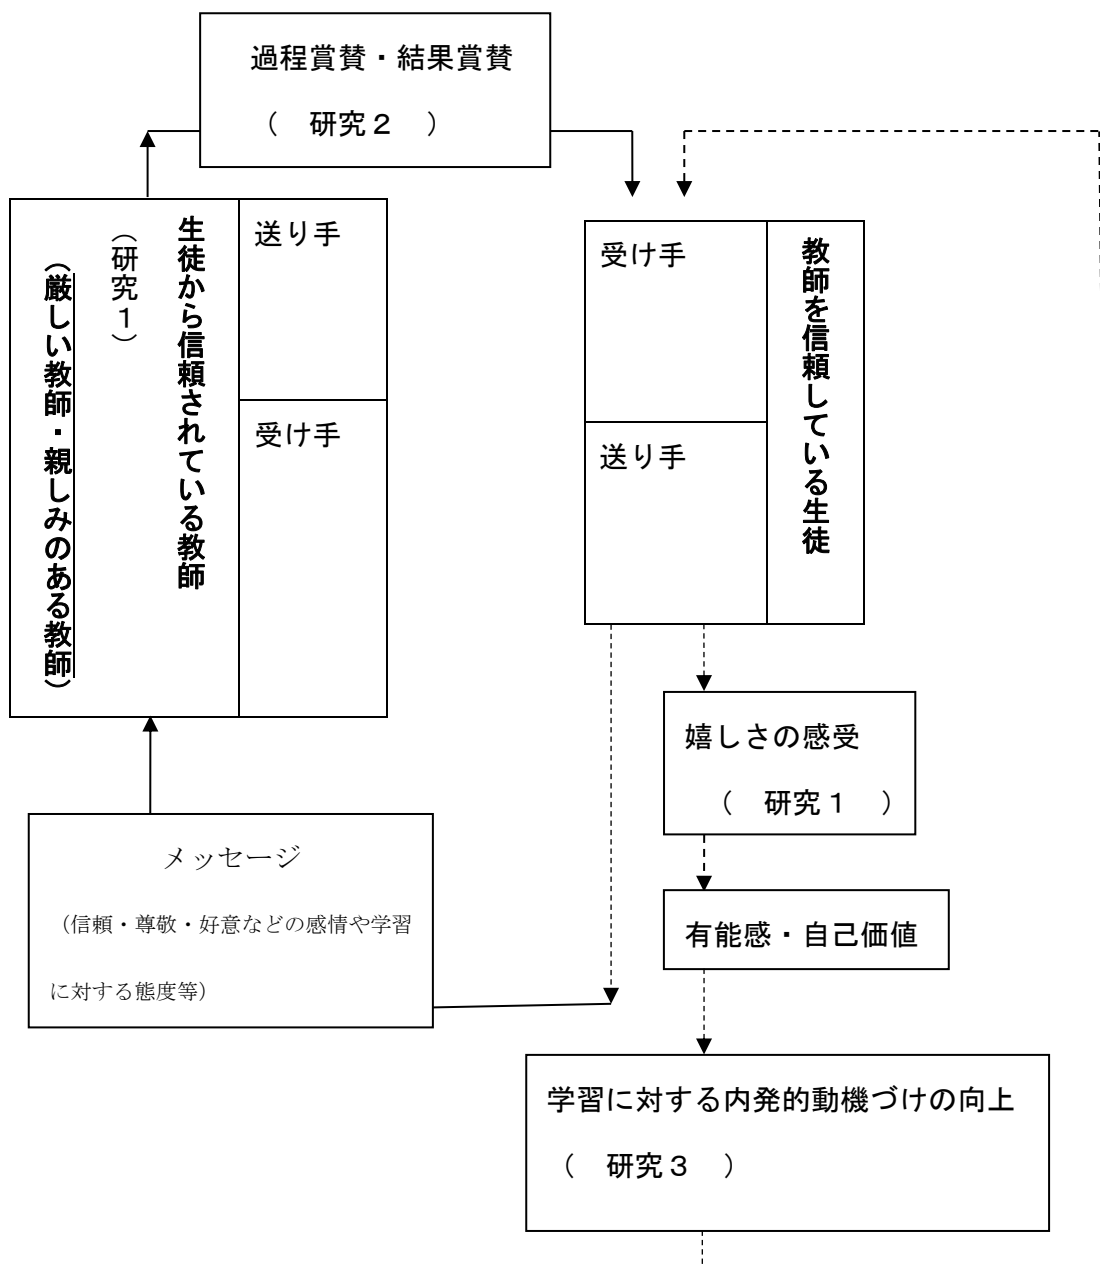 過程賞賛・結果賞賛
（　研究２　）
生徒から信頼されている教師
（研究１）
（厳しい教師・親しみのある教師）
送り手
受け手
受け手
送り手
教師を信頼している生徒
嬉しさの感受
（　研究１　）
メッセージ
（信頼・尊敬・好意などの感情や学習
に対する態度等）
有能感・自己価値
学習に対する内発的動機づけの向上
（　研究３　）